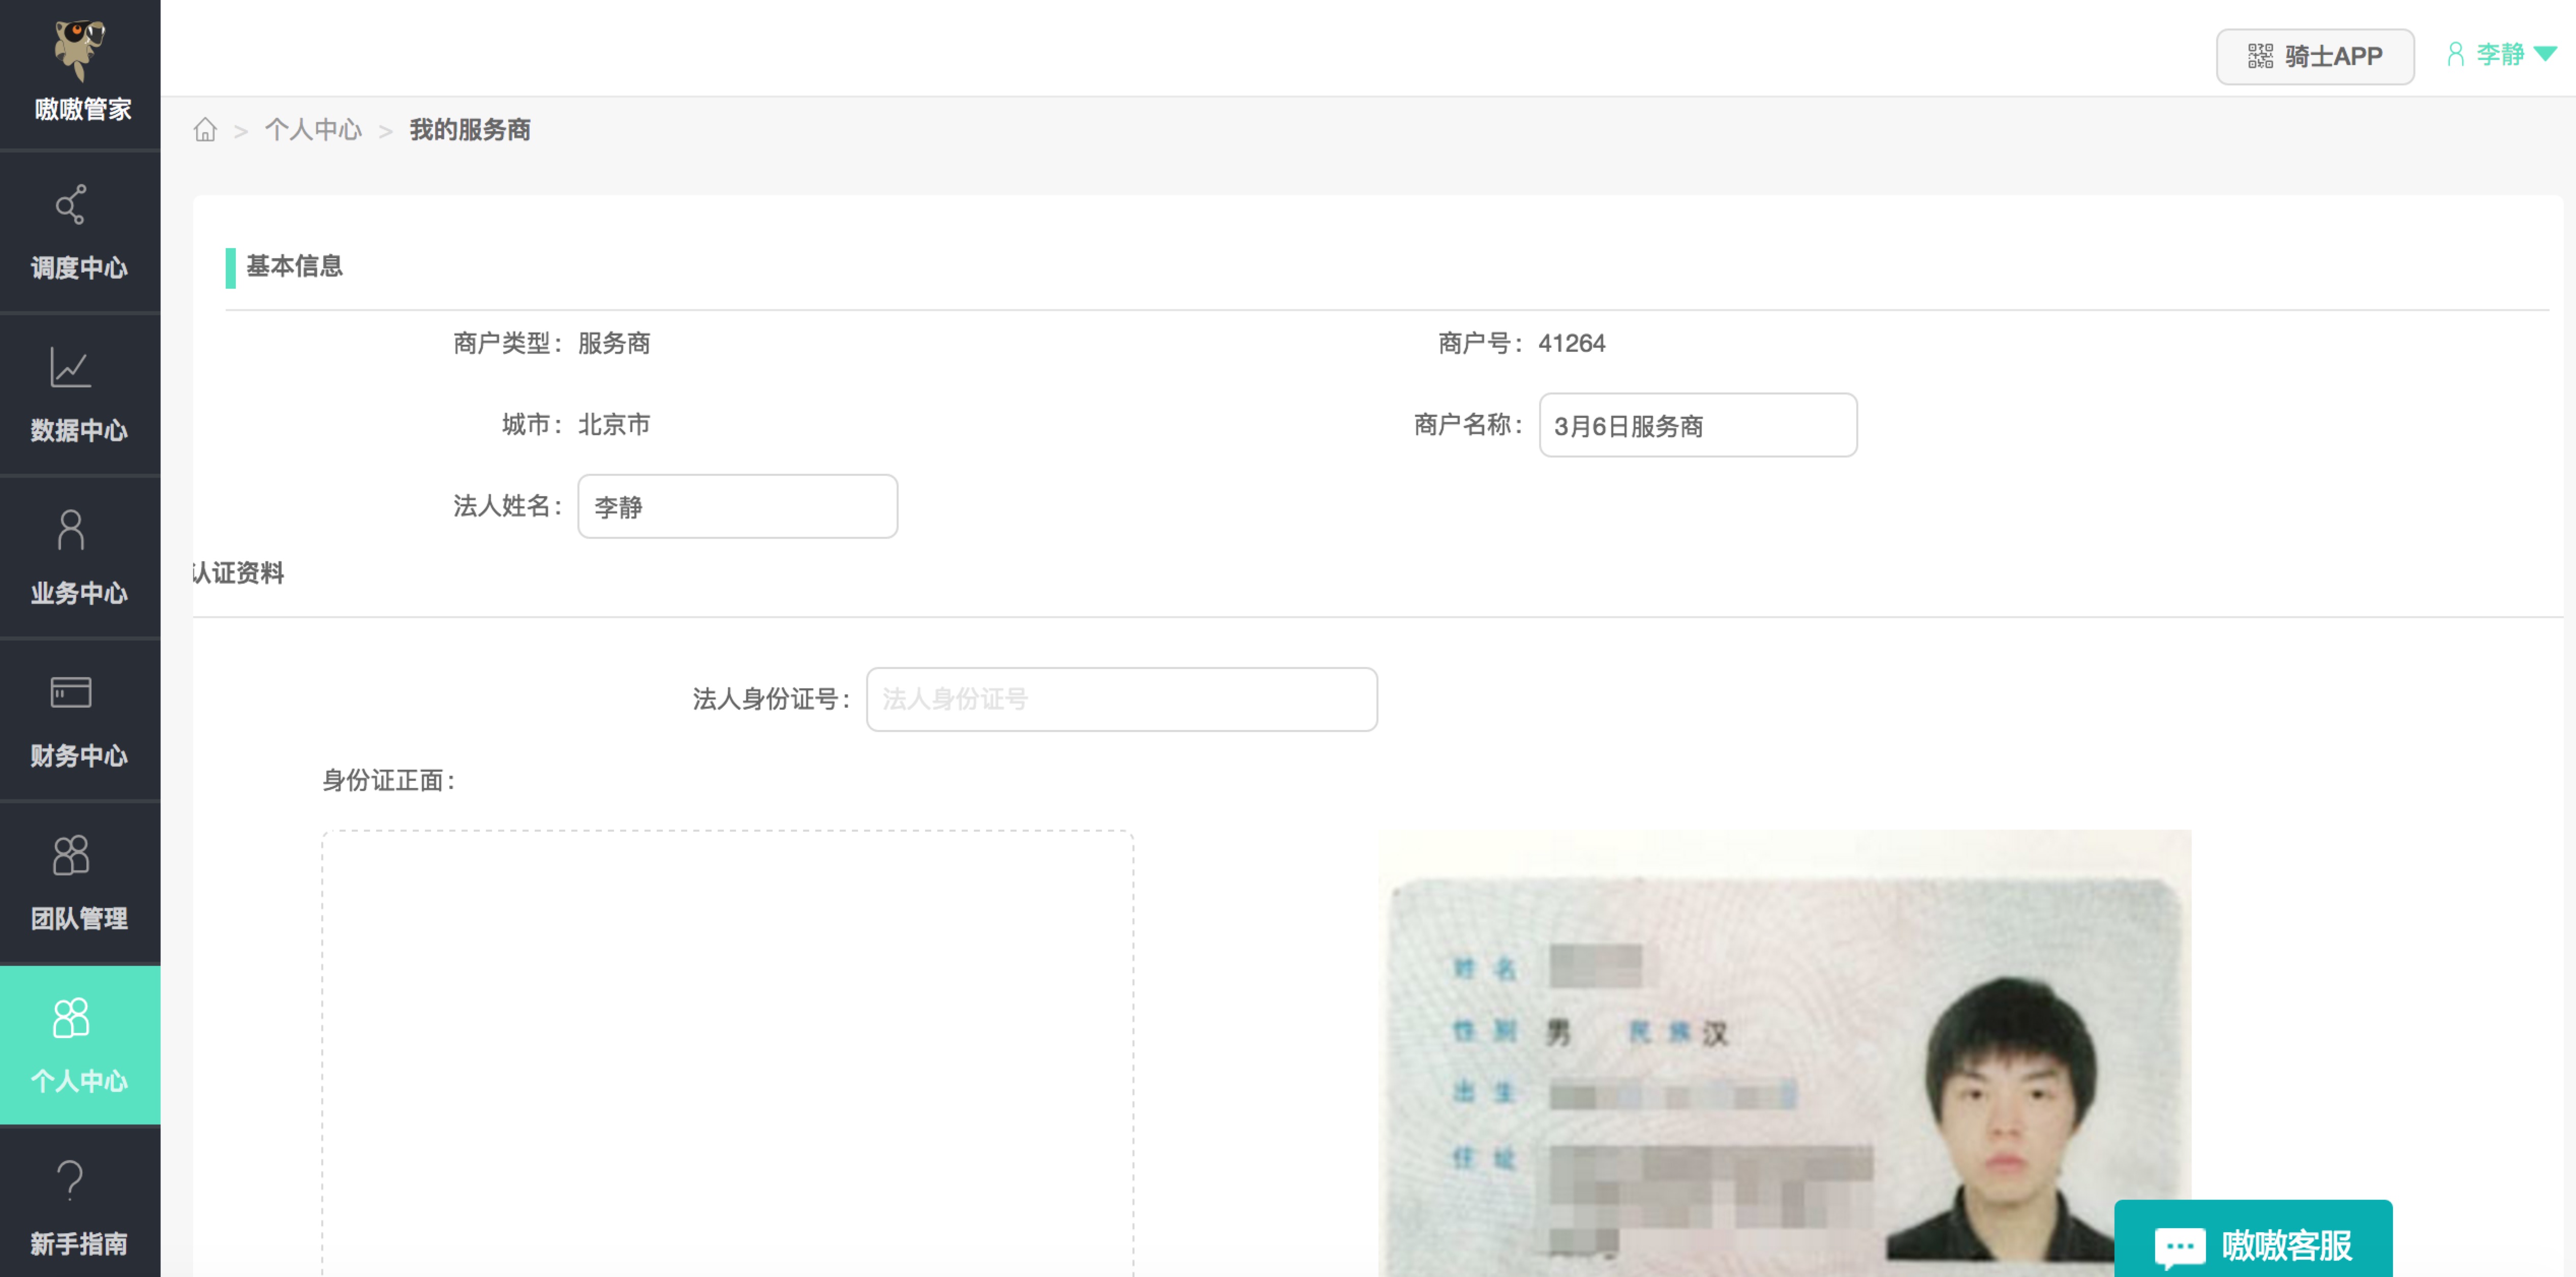 嗷嗷管家
调度中心
数据中心
业务中心
财务中心
团队管理
个人中心
新手指南
骑士APP
李静
> 个人中心 > 我的服务商
基本信息
商户类型：服务商
商户号：41264
城市：北京市
商户名称：3月6日服务商
法人姓名：李静
认证资料
法人身份证号：法人身份证号
身份证正面：
姓名
性别 男 民族 汉
出生
住址
嗷嗷客服